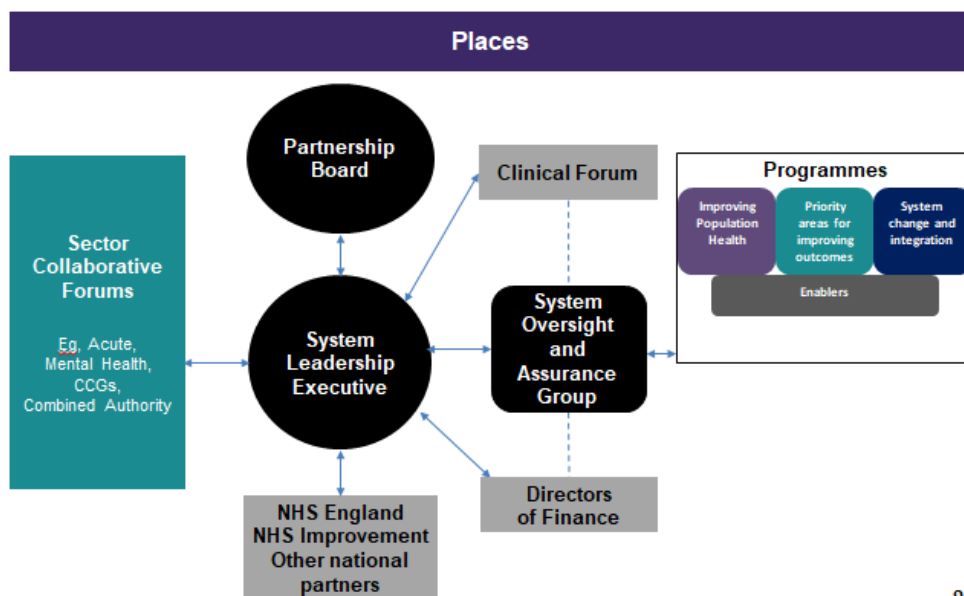 Places
Partnership
Board
Clinical Forum
Programmes
Improving
Population
Health
Priority
areas for
improving
outcomes
System
change and
integration
Enablers
Sector
Collaborative
Forums
Eg, Acute,
Mental Health,
CCGs,
Combined Authority
System
Leadership
Executive
System
Oversight
and
Assurance
Group
NHS England
NHS Improvement
Other national
partners
Directors
of Finance